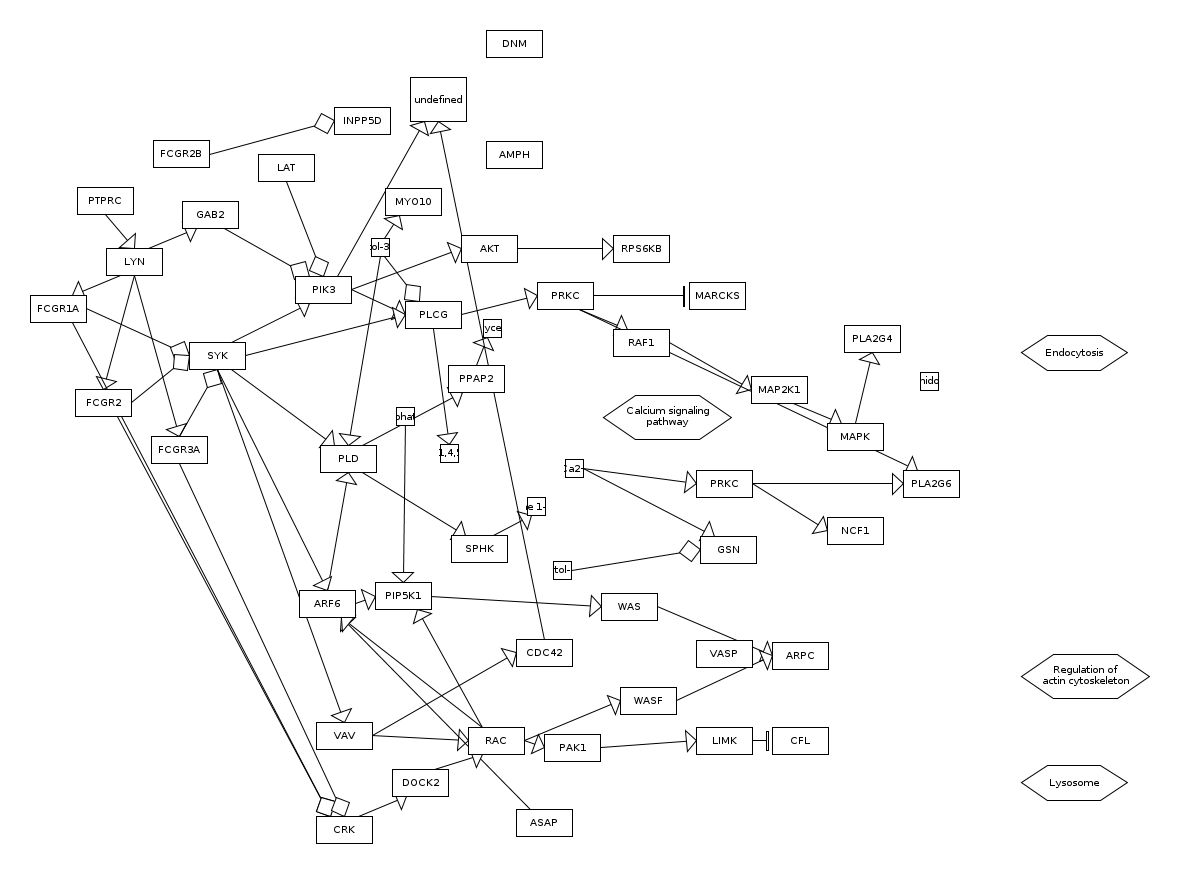 DNM
undefined
INPP5D
FCGR2B
AMPH
LAT
PTPRC
MYO10
GAB2
ol-3
AKT
RPS6KB
LYN
PIK3
PRKC
MARCKS
FCGR1A
PLCG
yce
RAF1
PLA2G4
Endocytosis
SYK
PPAP2
MAP2K1
FCGR2
Calcium signaling
pathway
MAPK
FCGR3A
1,4,5
PLD
a2-
PRKC
PLA2G6
e 1-
NCF1
SPHK
GSN
tol-
ARF6
PIP5K1
WAS
CDC42
VASP
ARPC
Regulation of
actin cytoskeleton
WASF
VAV
RAC
PAK1
LIMK
CFL
DOCK2
Lysosome
ASAP
CRK